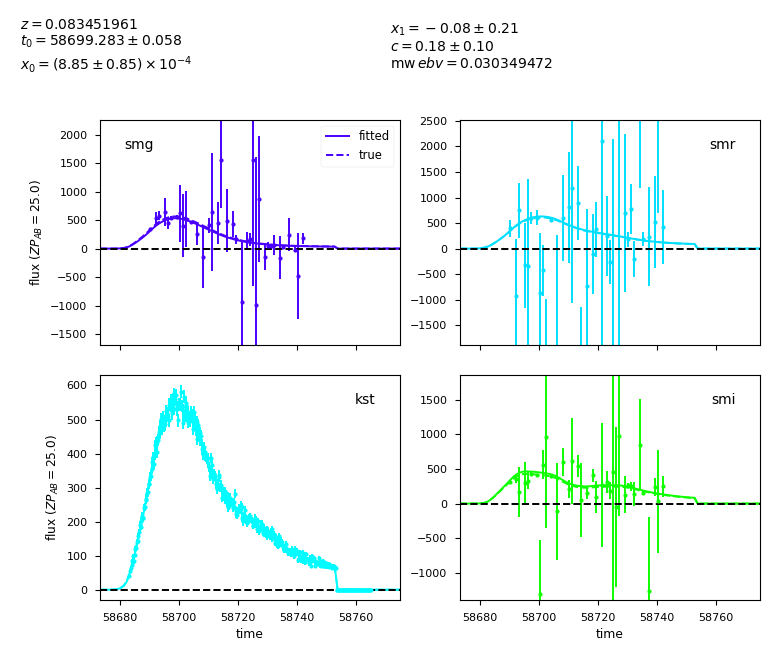 z = 0.083451961
t₀ = 58699.283 ± 0.058
x₀ = (8.85 ± 0.85) × 10⁻⁴
x₁ = −0.08 ± 0.21
c = 0.18 ± 0.10
mw ebv = 0.030349472
smg
fitted
true
2000
1500
1000
500
0
−500
−1000
−1500
flux (ZP_AB = 25.0)
smr
2500
2000
1500
1000
500
0
−500
−1000
−1500
kst
600
500
400
300
200
100
0
flux (ZP_AB = 25.0)
58680 58700 58720 58740 58760
time
smi
1500
1000
500
0
−500
−1000
58680 58700 58720 58740 58760
time